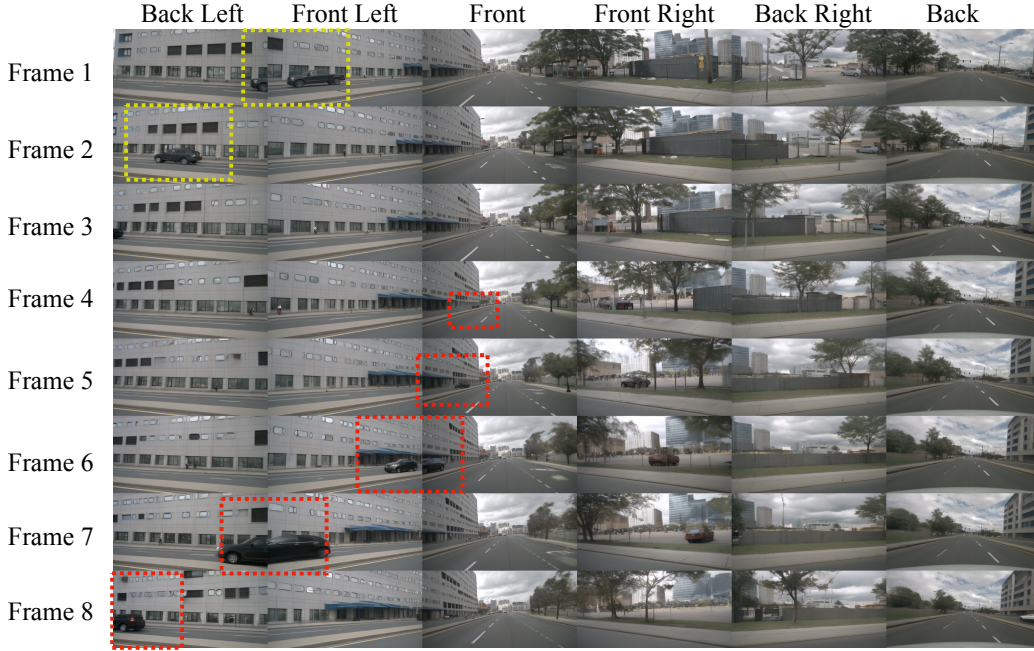 Back Left Front Left Front Front Right Back Right Back
Frame 1
Frame 2
Frame 3
Frame 4
Frame 5
Frame 6
Frame 7
Frame 8